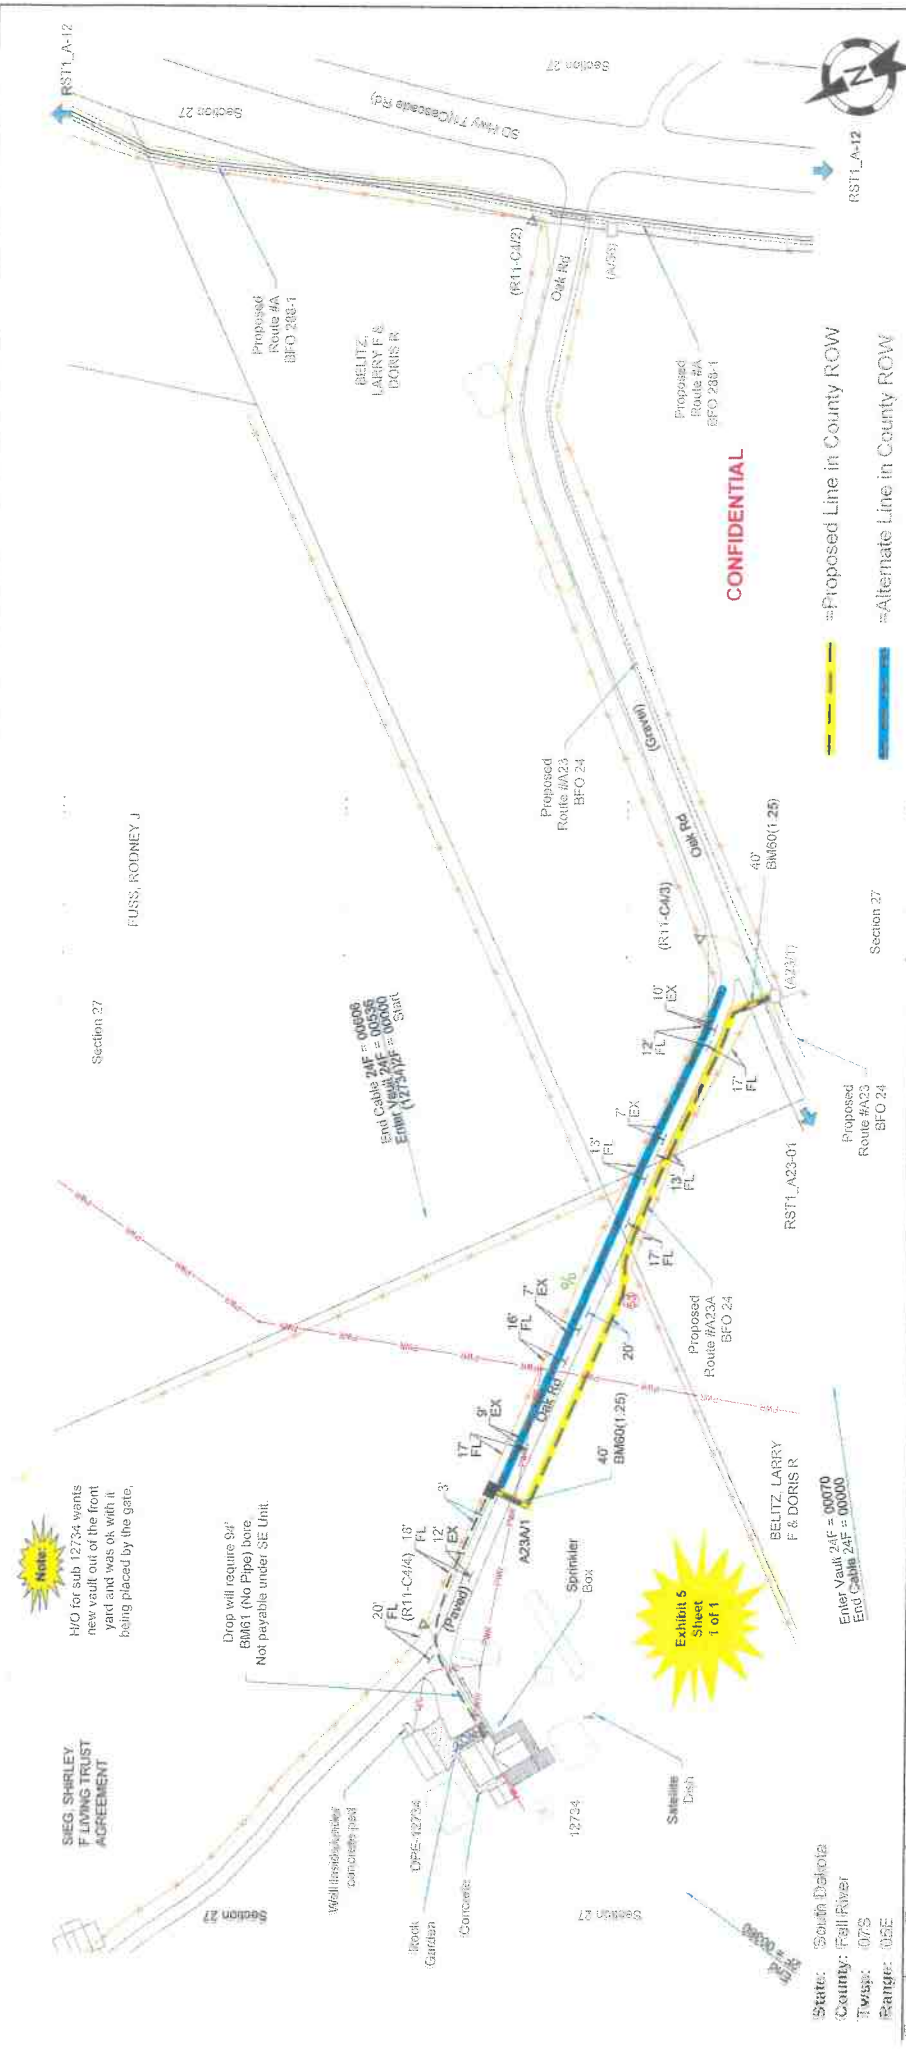 SIEG, SHIRLEY
F LIVING TRUST
AGREEMENT
Note:
H/O for sub 12734 wants
new vault out of the front
yard and was ok with it
being placed by the gate.
Drop will require 94'
BM61 (No Pipe) bore
Not payable under SE Unit.
Section 27
FUSS, RODNEY J
RST1_A-12
Section 27
Section 27
SD Hwy 71(Cascade Rd)
N
RST1_A-12
Proposed
Route #A
BFO 288-1
BELITZ,
LARRY F &
DORIS R
(R11-C4/2)
Oak Rd
Proposed
Route #A
BFO 288-1
End Cable 24F = 00606
Enter Vault 24F = 00536
Start
Section 27
concrete pad
OPE-12734
Rock
Garden
Concrete
12734
Section 27
Satellite
Dish
Sprinkler
Box
(Paved)
20'
FL
(R11-C4/4)
18'
FL
12'
EX
3'
17'
FL
9'
EX
Oak Rd
16'
FL
7'
EX
13'
FL
7'
EX
12'
FL
10'
EX
A23A/1
40'
BM60(1.25)
20'
17'
FL
13'
FL
17'
FL
Proposed
Route #A23A
BFO 24
PWR
(R11-C4/3)
Oak Rd
(Gravel)
Proposed
Route #A23
BFO 24
40'
BM60(1.25)
(A23/1)
Section 27
RST1_A23-01
Proposed
Route #A23
BFO 24
BELITZ, LARRY
F & DORIS R
Enter Vault 24F = 00070
End Cable 24F = 00000
Exhibit 5
Sheet
1 of 1
CONFIDENTIAL
=Proposed Line in County ROW
=Alternate Line in County ROW
State: South Dakota
County: Fall River
Twsp: 07S
Range: 05E